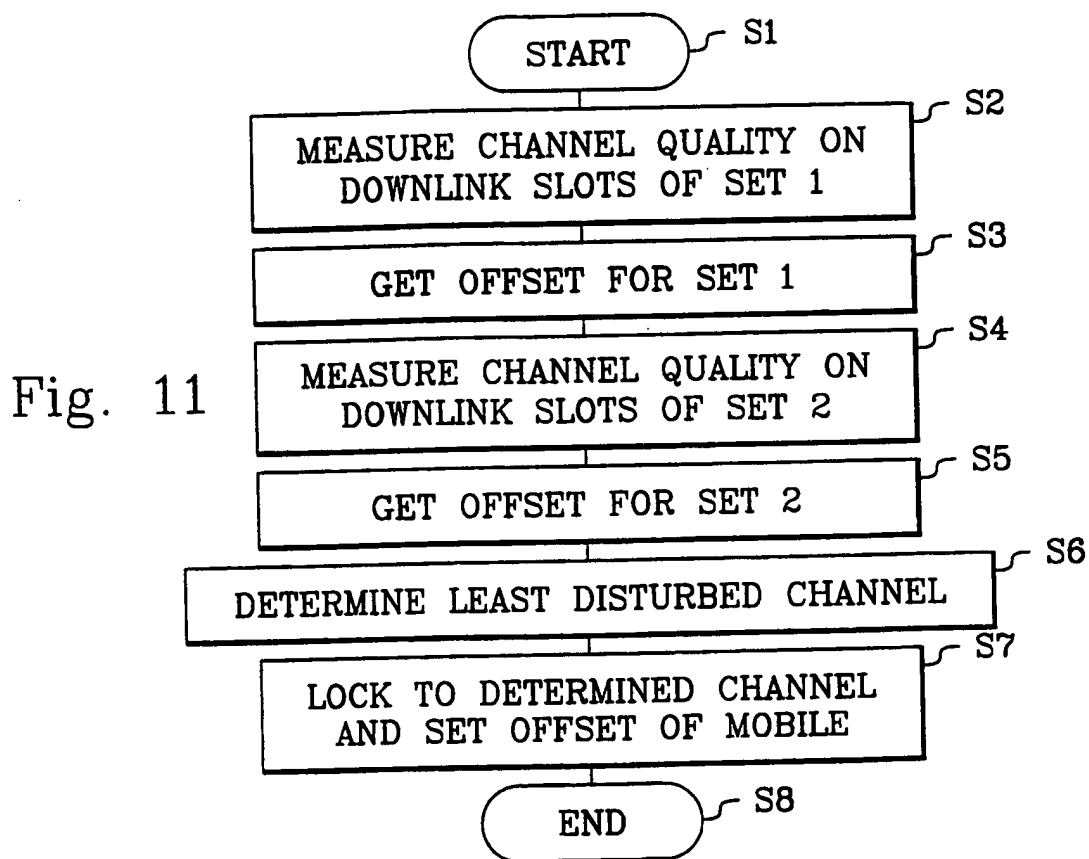 START
S1
MEASURE CHANNEL QUALITY ON
DOWNLINK SLOTS OF SET 1
S2
GET OFFSET FOR SET 1
S3
MEASURE CHANNEL QUALITY ON
DOWNLINK SLOTS OF SET 2
S4
Fig. 11
GET OFFSET FOR SET 2
S5
DETERMINE LEAST DISTURBED CHANNEL
S6
LOCK TO DETERMINED CHANNEL
AND SET OFFSET OF MOBILE
S7
END
S8